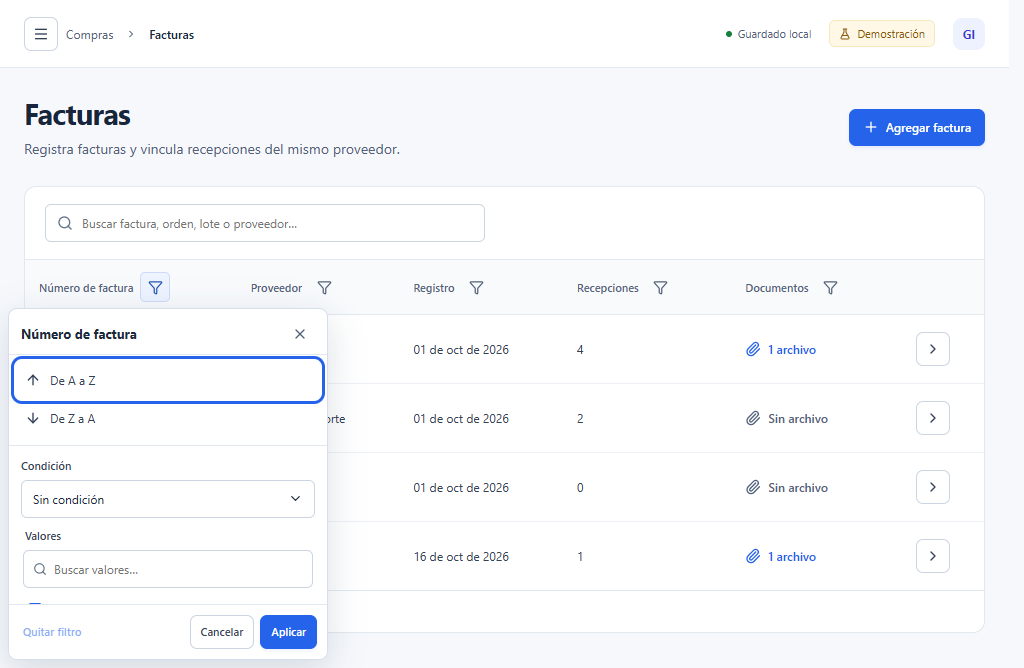 Compras > Facturas
Guardado local
Demostración
GI
Facturas
Registra facturas y vincula recepciones del mismo proveedor.
Agregar factura
Buscar factura, orden, lote o proveedor...
Número de factura Proveedor Registro Recepciones Documentos
Número de factura
De A a Z
De Z a A
Condición
Sin condición
Valores
Buscar valores...
Quitar filtro Cancelar Aplicar
01 de oct de 2026 4 1 archivo
01 de oct de 2026 2 Sin archivo
01 de oct de 2026 0 Sin archivo
16 de oct de 2026 1 1 archivo